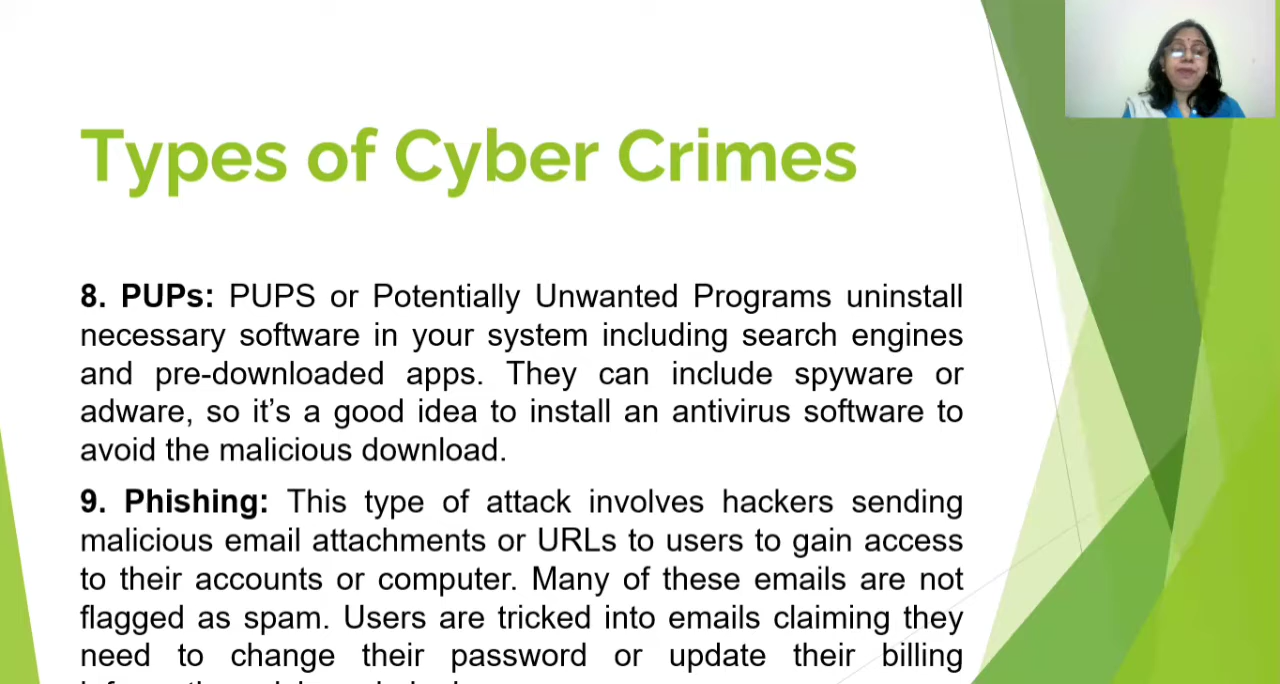 Types of Cyber Crimes
8. PUPs: PUPS or Potentially Unwanted Programs uninstall
necessary software in your system including search engines
and pre-downloaded apps. They can include spyware or
adware, so it’s a good idea to install an antivirus software to
avoid the malicious download.
9. Phishing: This type of attack involves hackers sending
malicious email attachments or URLs to users to gain access
to their accounts or computer. Many of these emails are not
flagged as spam. Users are tricked into emails claiming they
need to change their password or update their billing